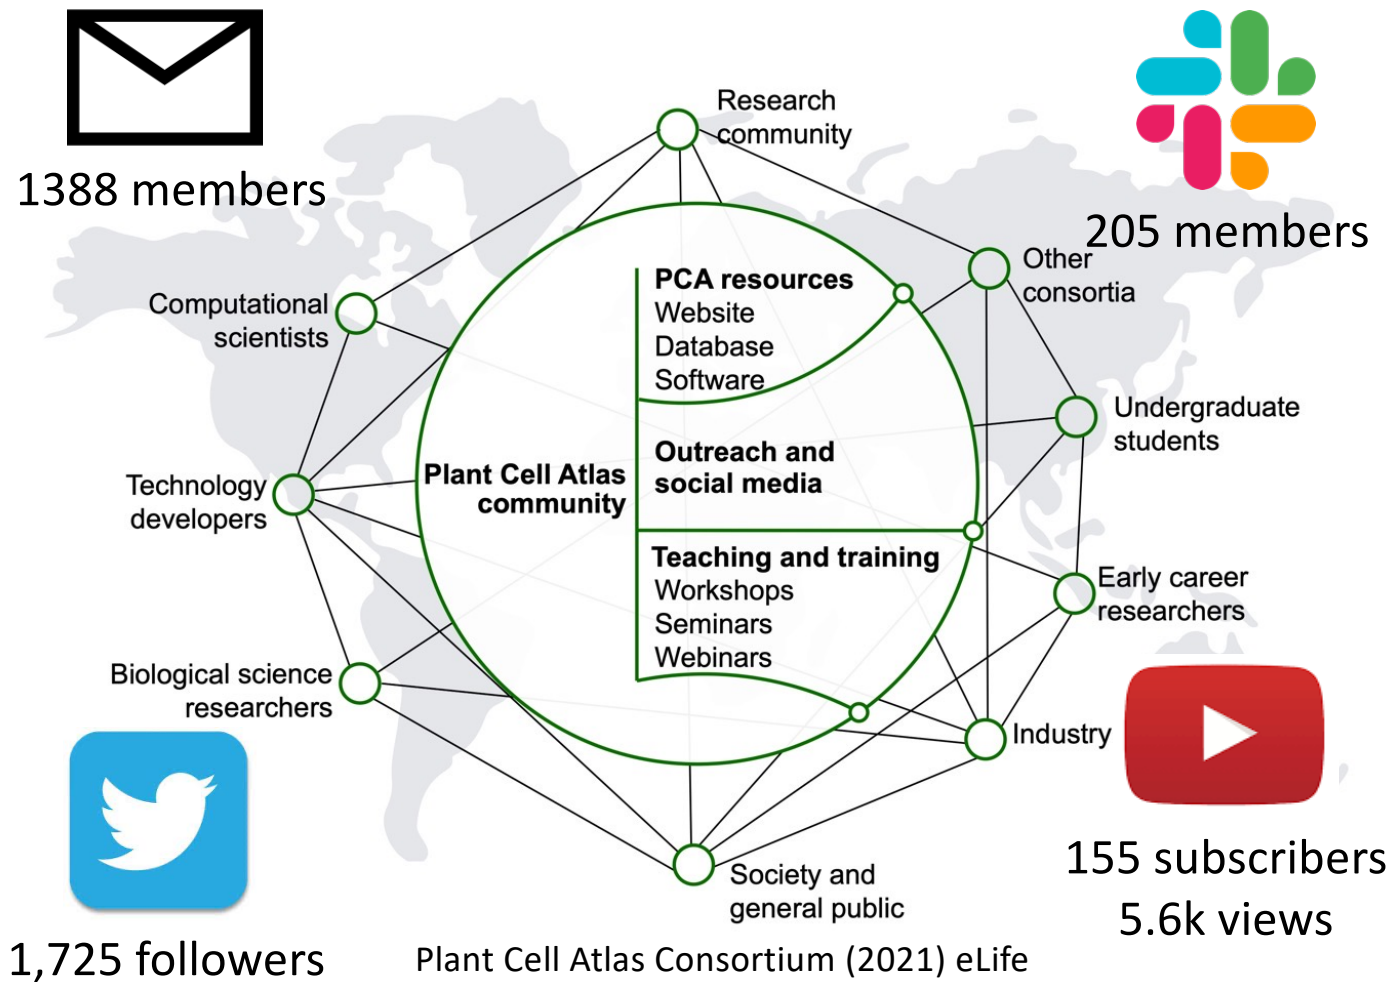 1388 members
205 members
Research
community
Other
consortia
Computational
scientists
PCA resources
Website
Database
Software
Undergraduate
students
Outreach and
social media
Plant Cell Atlas
community
Technology
developers
Teaching and training
Workshops
Seminars
Webinars
Early career
researchers
Biological science
researchers
Industry
155 subscribers
5.6k views
Society and
general public
1,725 followers
Plant Cell Atlas Consortium (2021) eLife